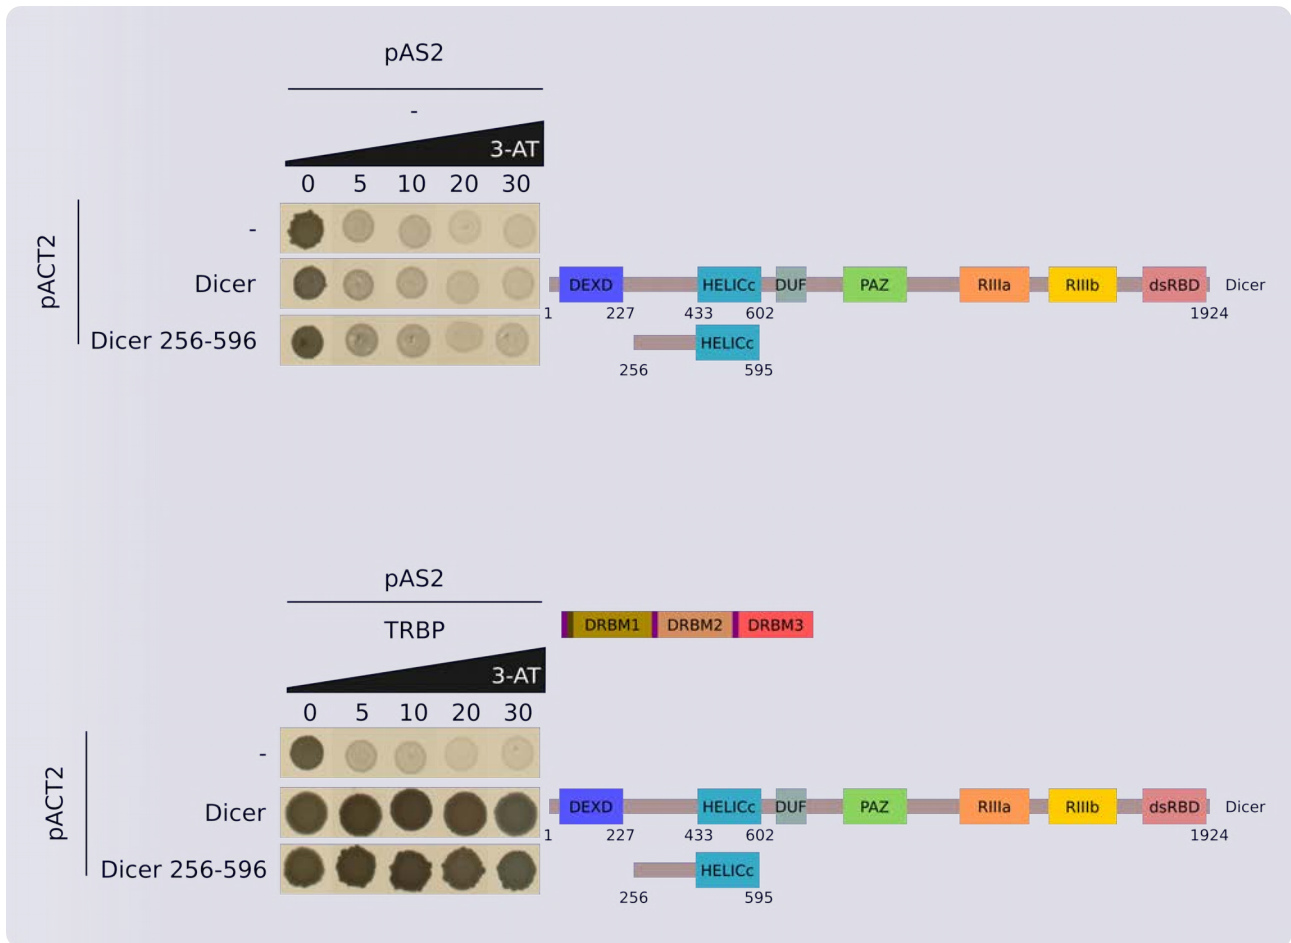 pAS2
-
3-AT
0 5 10 20 30
pACT2
-
Dicer
DEXD HELICc DUF PAZ RIIIa RIIIb dsRBD Dicer
1 227 433 602 1924
Dicer 256-596
HELICc
256 595
pAS2
TRBP
DRBM1 DRBM2 DRBM3
3-AT
0 5 10 20 30
pACT2
-
Dicer
DEXD HELICc DUF PAZ RIIIa RIIIb dsRBD Dicer
1 227 433 602 1924
Dicer 256-596
HELICc
256 595